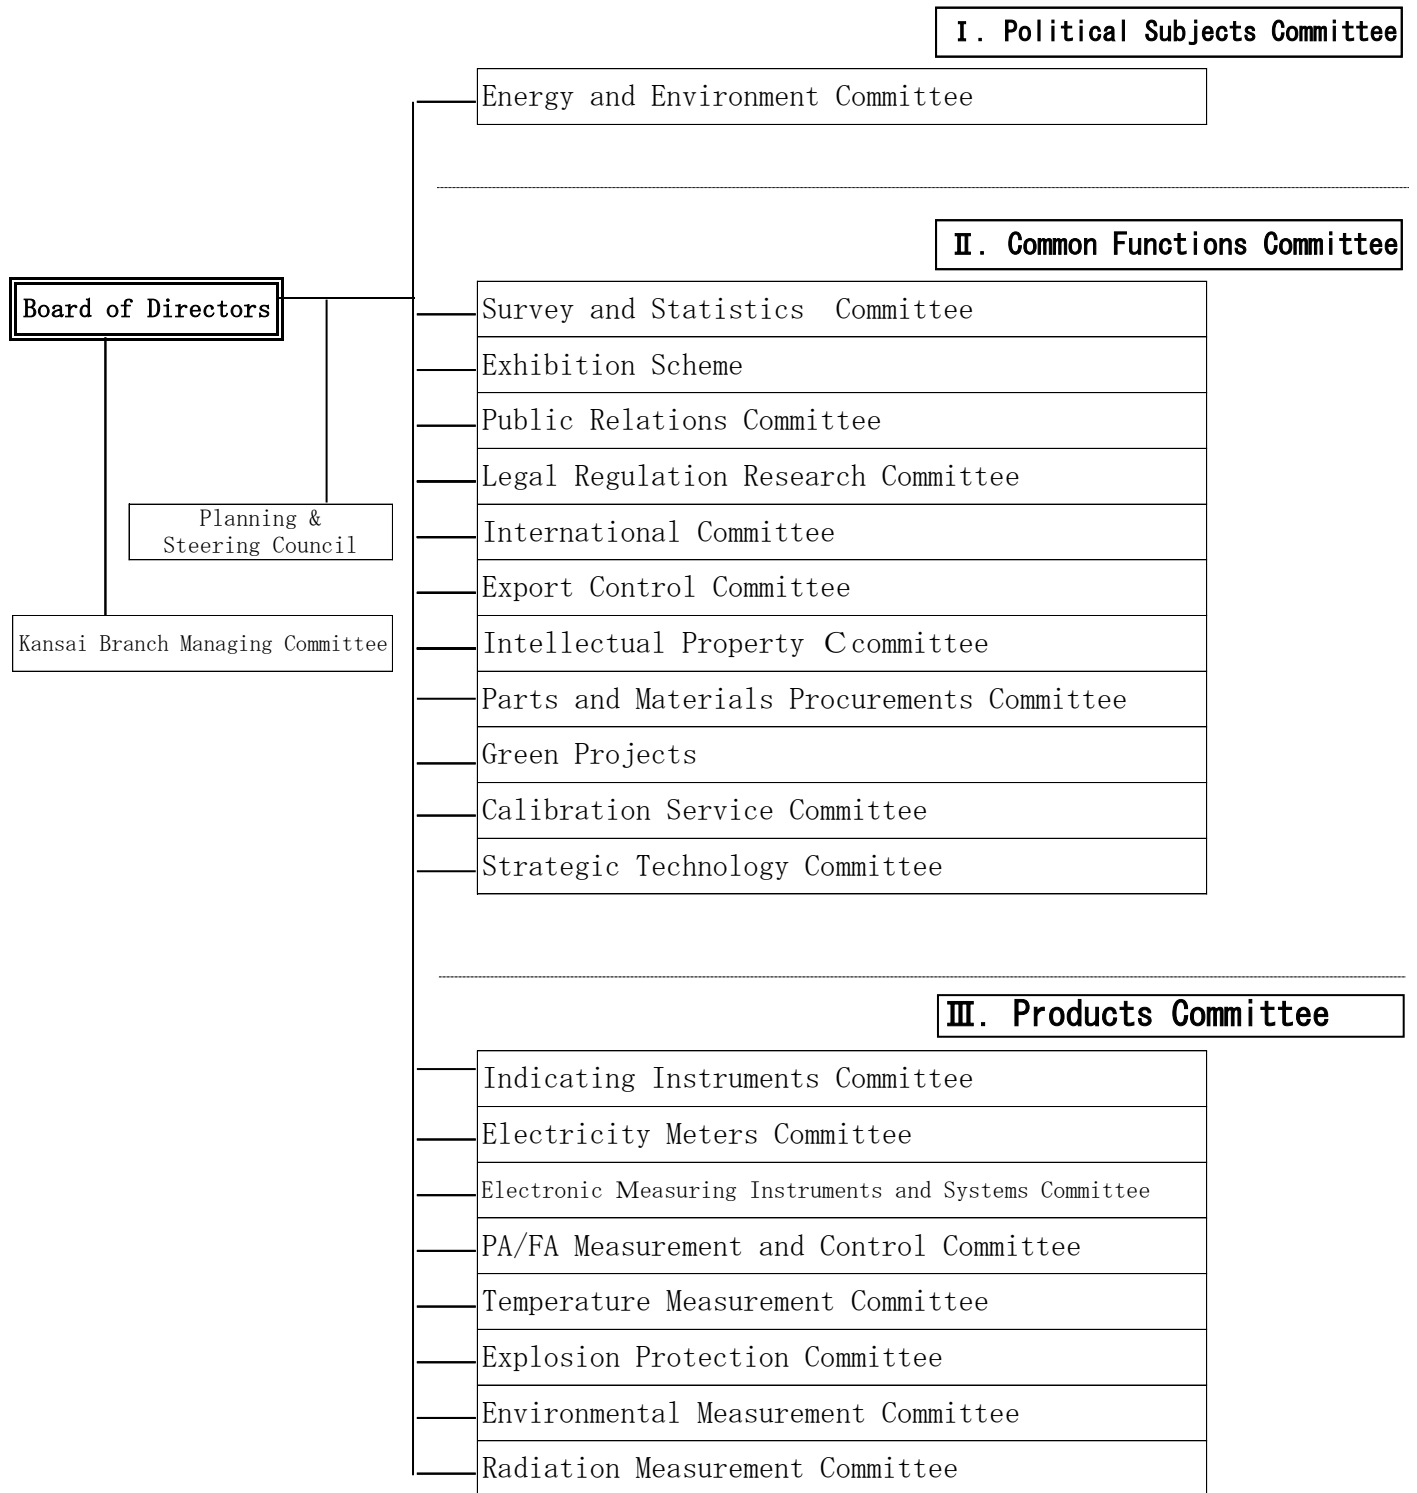 Ⅰ. Political Subjects Committee
Energy and Environment Committee
Ⅱ. Common Functions Committee
Board of Directors
Survey and Statistics  Committee
Exhibition Scheme
Public Relations Committee
Legal Regulation Research Committee
Planning &
Steering Council
International Committee
Export Control Committee
Kansai Branch Managing Committee
Intellectual Property Ccommittee
Parts and Materials Procurements Committee
Green Projects
Calibration Service Committee
Strategic Technology Committee
Ⅲ. Products Committee
Indicating Instruments Committee
Electricity Meters Committee
Electronic Measuring Instruments and Systems Committee
PA/FA Measurement and Control Committee
Temperature Measurement Committee
Explosion Protection Committee
Environmental Measurement Committee
Radiation Measurement Committee